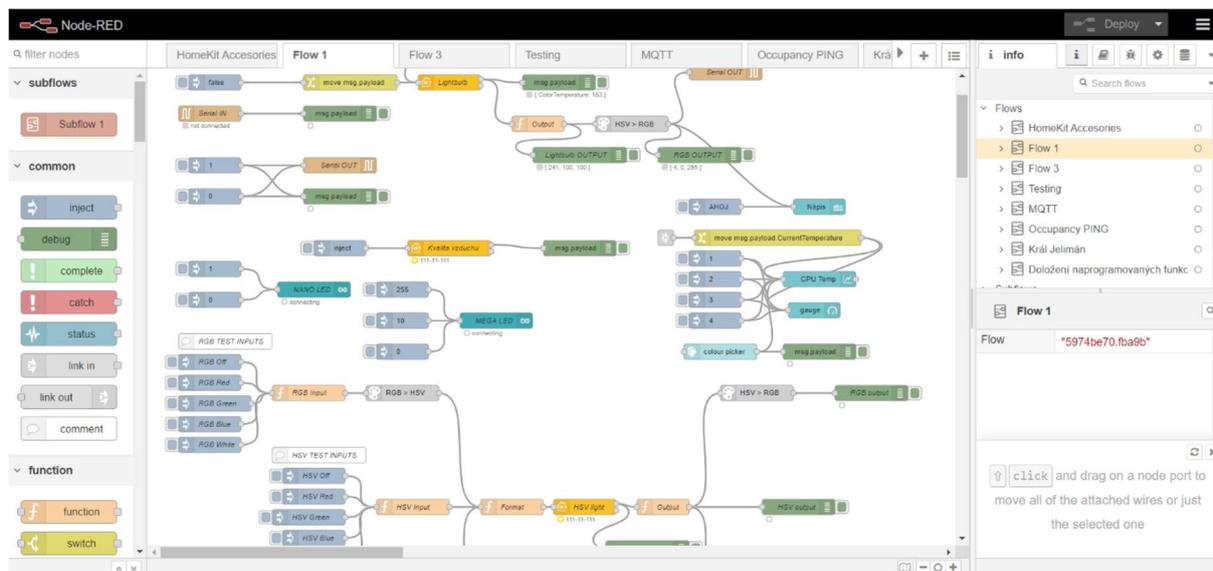 Node-RED
Deploy
filter nodes
subflows
Subflow 1
common
inject
debug
complete
catch
status
link in
link out
comment
function
function
switch
HomeKit Accesories
Flow 1
Flow 3
Testing
MQTT
Occupancy PING
Krá
false
move msg.payload
Lightbulb
msg.payload
{ ColorTemperature: 153 }
Serial OUT
Serial IN
not connected
msg.payload
Output
HSV > RGB
Lightbulb OUTPUT
[ 241, 100, 100 ]
RGB OUTPUT
[ 4, 0, 255 ]
1
Serial OUT
0
msg.payload
AHOJ
Nápis
inject
Kvalita vzduchu
111-11-111
msg.payload
move msg.payload.CurrentTemperature
1
2
3
4
CPU Temp
gauge
colour picker
msg.payload
1
0
NANO LED
connecting
255
10
0
MEGA LED
connecting
RGB TEST INPUTS
RGB Off
RGB Red
RGB Green
RGB Blue
RGB White
RGB Input
RGB > HSV
HSV > RGB
RGB output
HSV TEST INPUTS
HSV Off
HSV Red
HSV Green
HSV Blue
HSV Input
Format
HSV light
111-11-111
Output
HSV output
info
Search flows
Flows
HomeKit Accesories
Flow 1
Flow 3
Testing
MQTT
Occupancy PING
Král Jelimán
Doložení naprogramovaných funkc
Flow 1
Flow
"5974be70.fba9b"
click and drag on a node port to
move all of the attached wires or just
the selected one